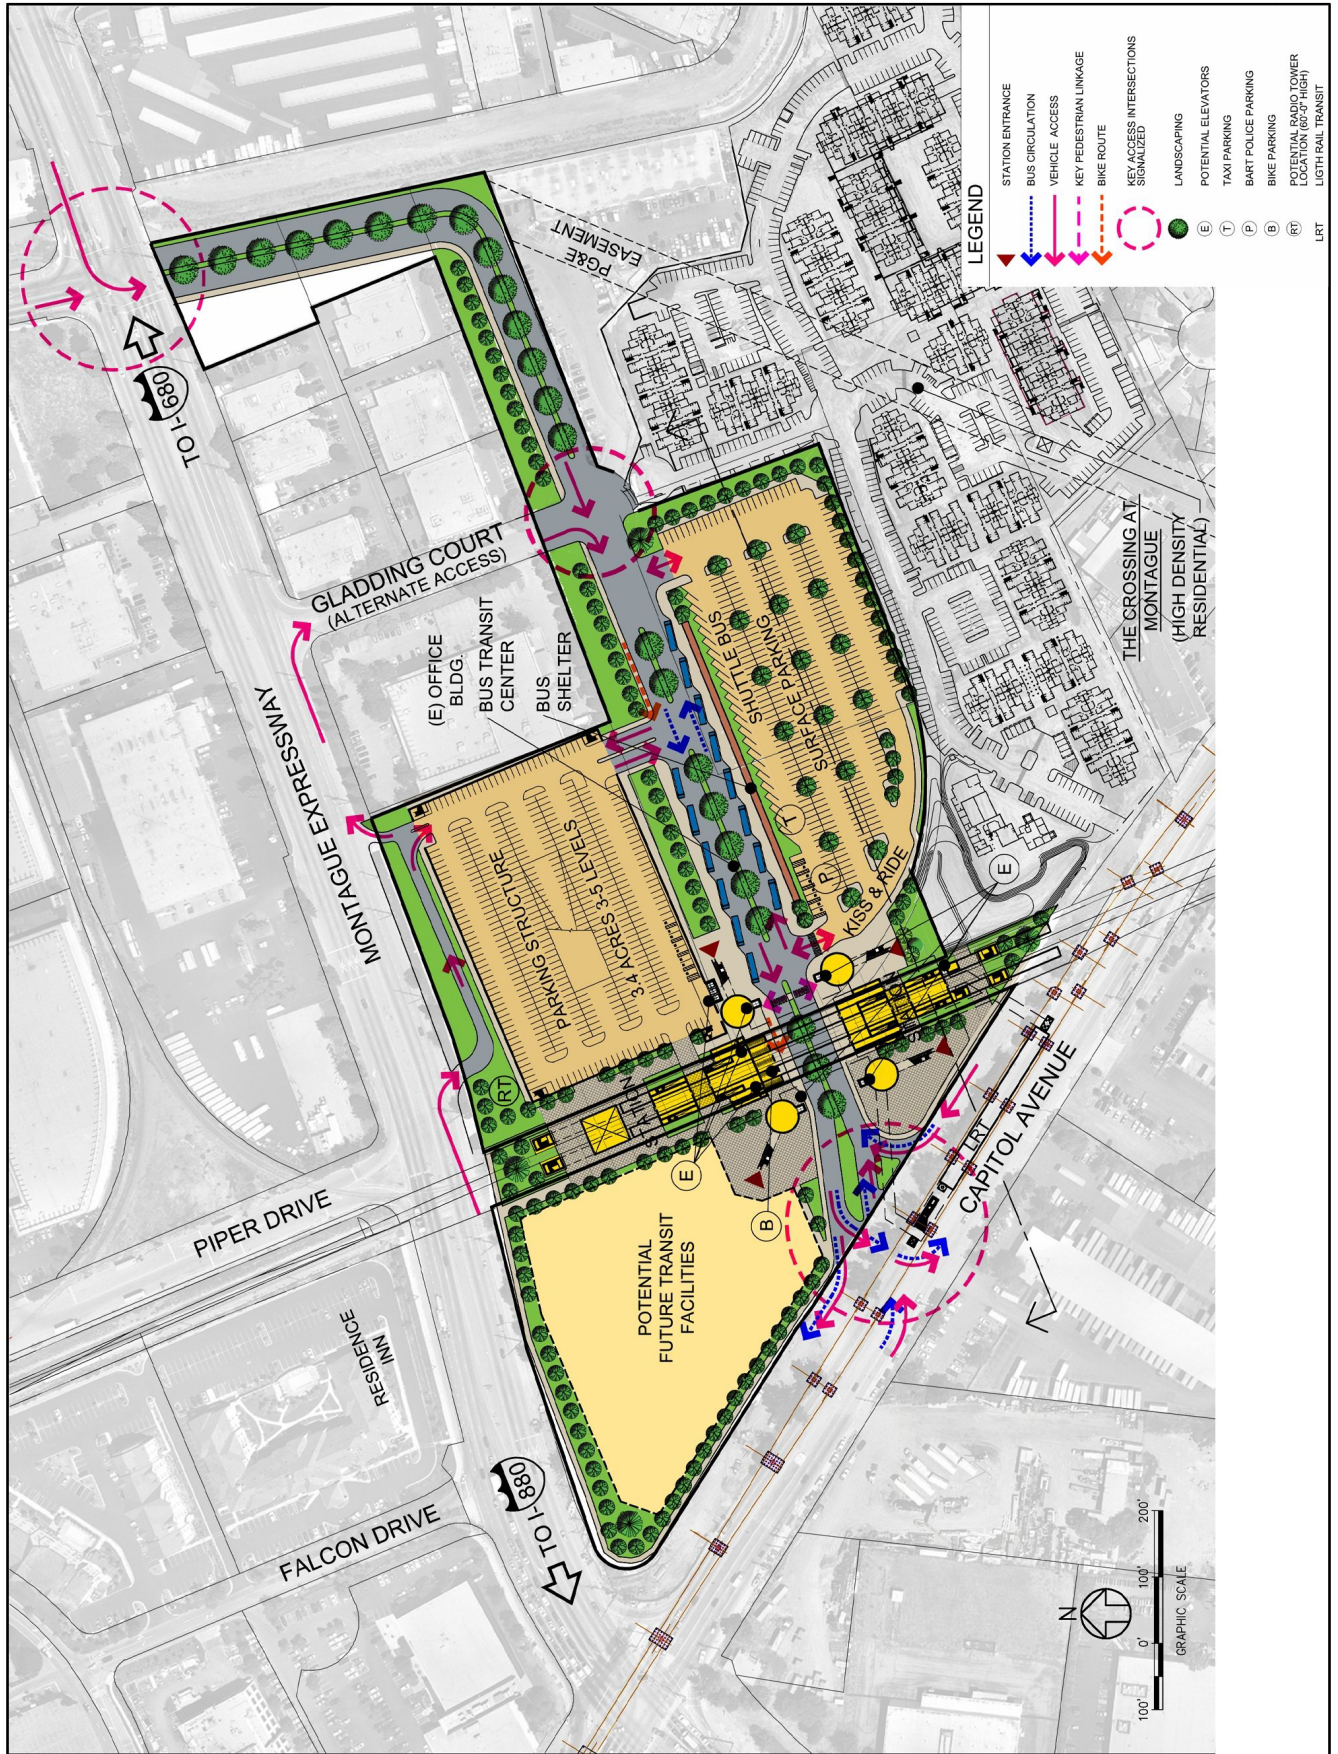 TO I-680
MONTAGUE EXPRESSWAY
GLADDING COURT
(ALTERNATE ACCESS)
PG&E
EASEMENT
(E) OFFICE
BLDG.
BUS TRANSIT
CENTER
BUS
SHELTER
SHUTTLE BUS
SURFACE PARKING
T
P
KISS & RIDE
E
PARKING STRUCTURE
3.4 ACRES 3-5 LEVELS
RT
STATION
STATION
E
B
PIPER DRIVE
RESIDENCE
INN
FALCON DRIVE
TO I-880
POTENTIAL
FUTURE TRANSIT
FACILITIES
LRT
CAPITOL AVENUE
THE CROSSING AT
MONTAGUE
(HIGH DENSITY
RESIDENTIAL)
N
100' 0' 100' 200'
GRAPHIC SCALE
LEGEND
STATION ENTRANCE
BUS CIRCULATION
VEHICLE ACCESS
KEY PEDESTRIAN LINKAGE
BIKE ROUTE
KEY ACCESS INTERSECTIONS
SIGNALIZED
LANDSCAPING
E POTENTIAL ELEVATORS
T TAXI PARKING
P BART POLICE PARKING
B BIKE PARKING
RT POTENTIAL RADIO TOWER
LOCATION (60'-0" HIGH)
LRT LIGTH RAIL TRANSIT